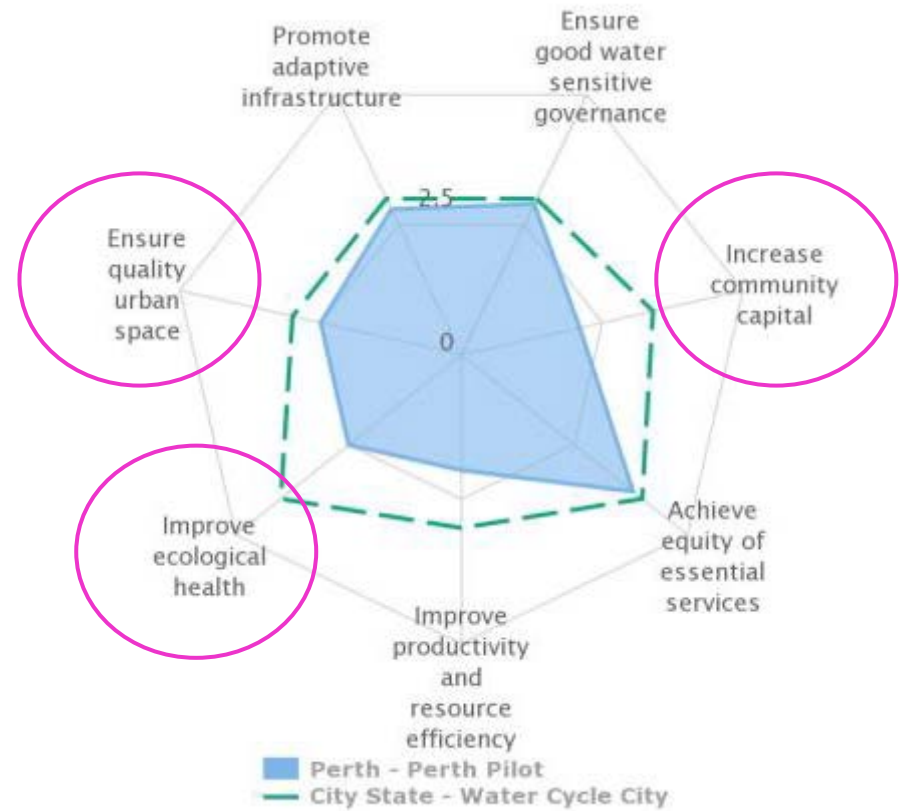 Promote
adaptive
infrastructure
Ensure
good water
sensitive
governance
2.5
Ensure
quality
urban
space
Increase
community
capital
0
Improve
ecological
health
Achieve
equity of
essential
services
Improve
productivity
and
resource
efficiency
Perth - Perth Pilot
City State - Water Cycle City